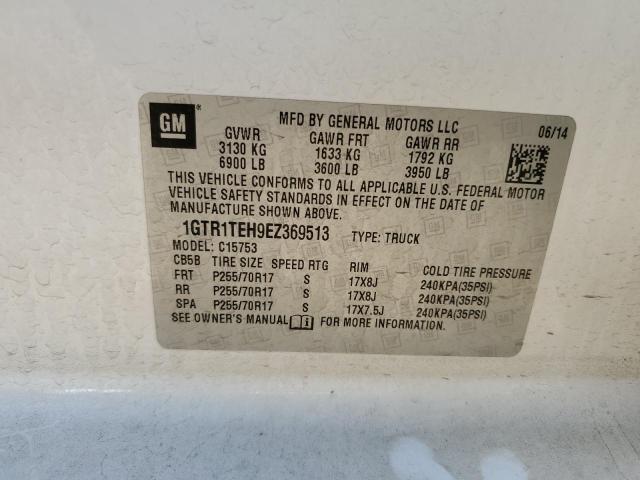 GM
MFD BY GENERAL MOTORS LLC 06/14
GVWR GAWR FRT GAWR RR
3130 KG 1633 KG 1792 KG
6900 LB 3600 LB 3950 LB
THIS VEHICLE CONFORMS TO ALL APPLICABLE U.S. FEDERAL MOTOR
VEHICLE SAFETY STANDARDS IN EFFECT ON THE DATE OF
MANUFACTURE SHOWN ABOVE.
1GTR1TEH9EZ369513 TYPE: TRUCK
MODEL: C15753
CB5B TIRE SIZE SPEED RTG RIM COLD TIRE PRESSURE
FRT P255/70R17 S 17X8J 240KPA(35PSI)
RR P255/70R17 S 17X8J 240KPA(35PSI)
SPA P255/70R17 S 17X7.5J 240KPA(35PSI)
SEE OWNER'S MANUAL FOR MORE INFORMATION.